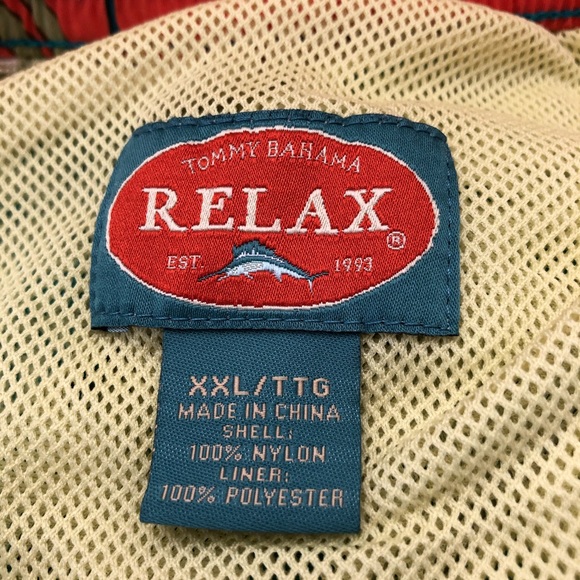 TOMMY BAHAMA
RELAX
®
EST. 1993
XXL/TTG
MADE IN CHINA
SHELL:
100% NYLON
LINER:
100% POLYESTER